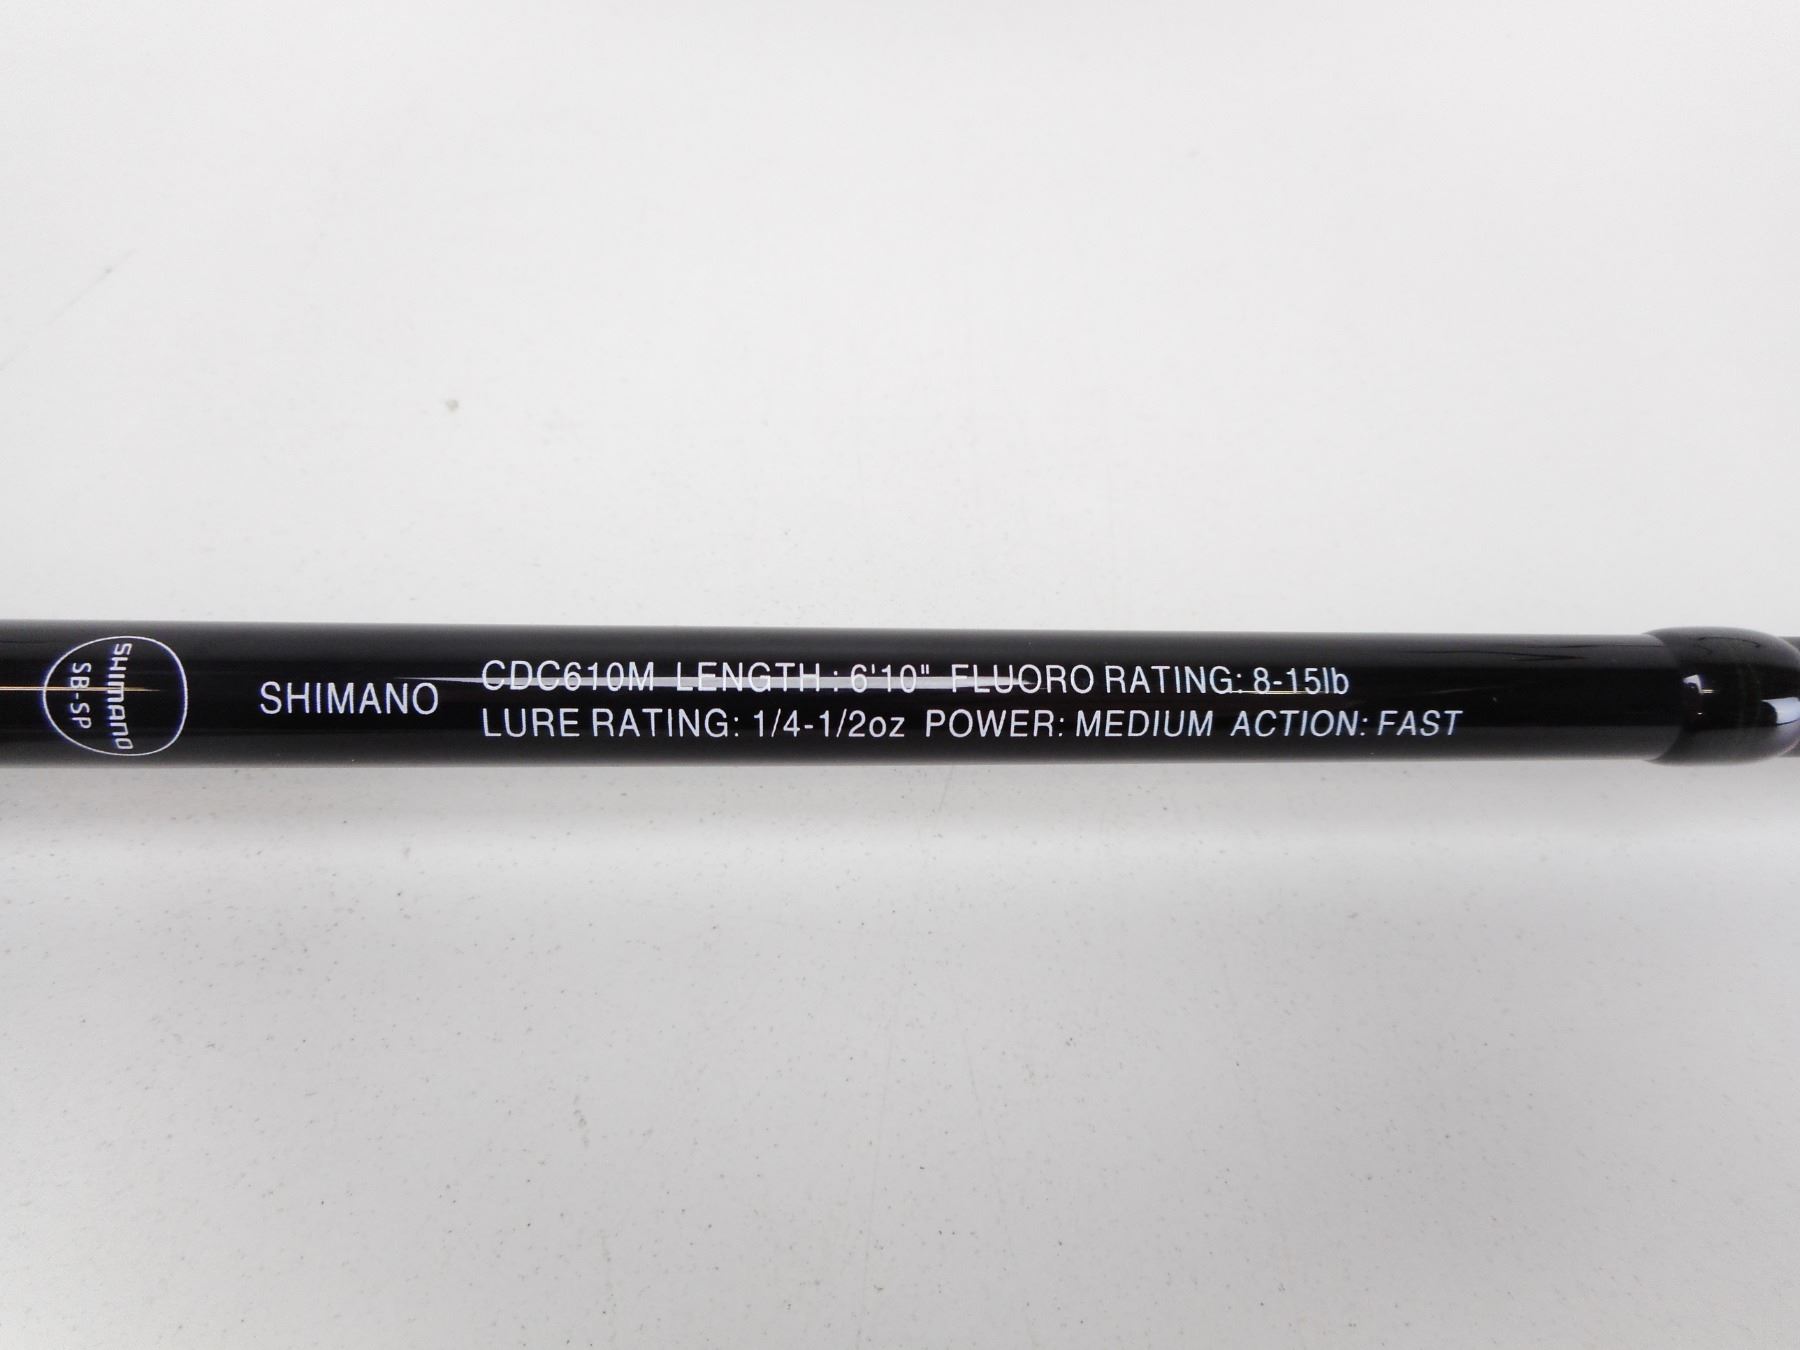 SHIMANO
SB-SP
SHIMANO
CDC610M LENGTH : 6'10" FLUORO RATING: 8-15lb
LURE RATING: 1/4-1/2oz POWER: MEDIUM ACTION: FAST